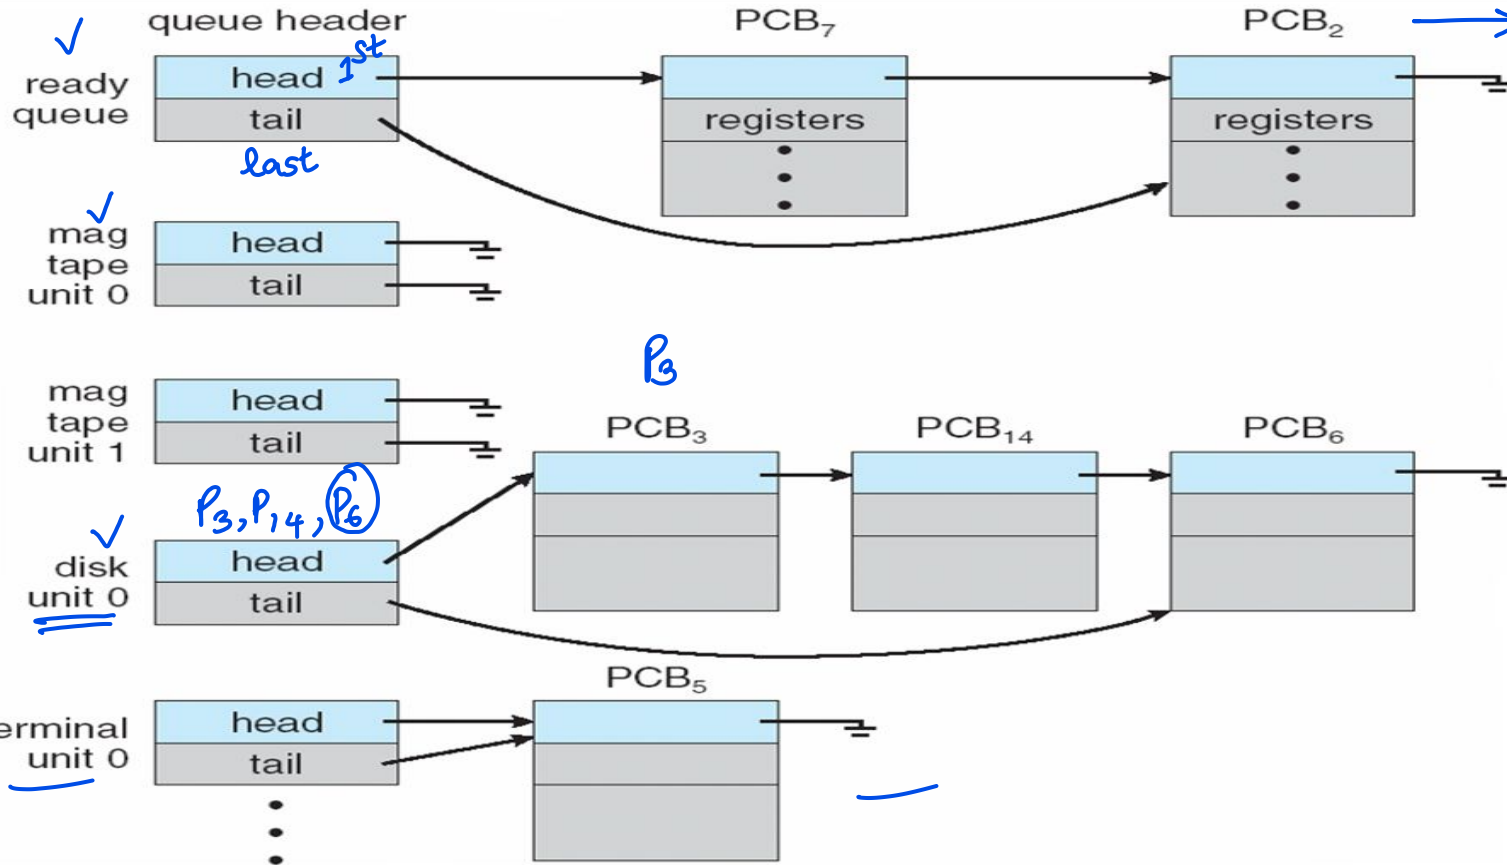 queue header PCB₇ PCB₂
ready queue
head 1st
tail
last
registers registers
mag tape unit 0
head
tail
mag tape unit 1
head
tail
P₃
PCB₃ PCB₁₄ PCB₆
P₃, P₁₄, P₆
disk unit 0
head
tail
PCB₅
erminal unit 0
head
tail